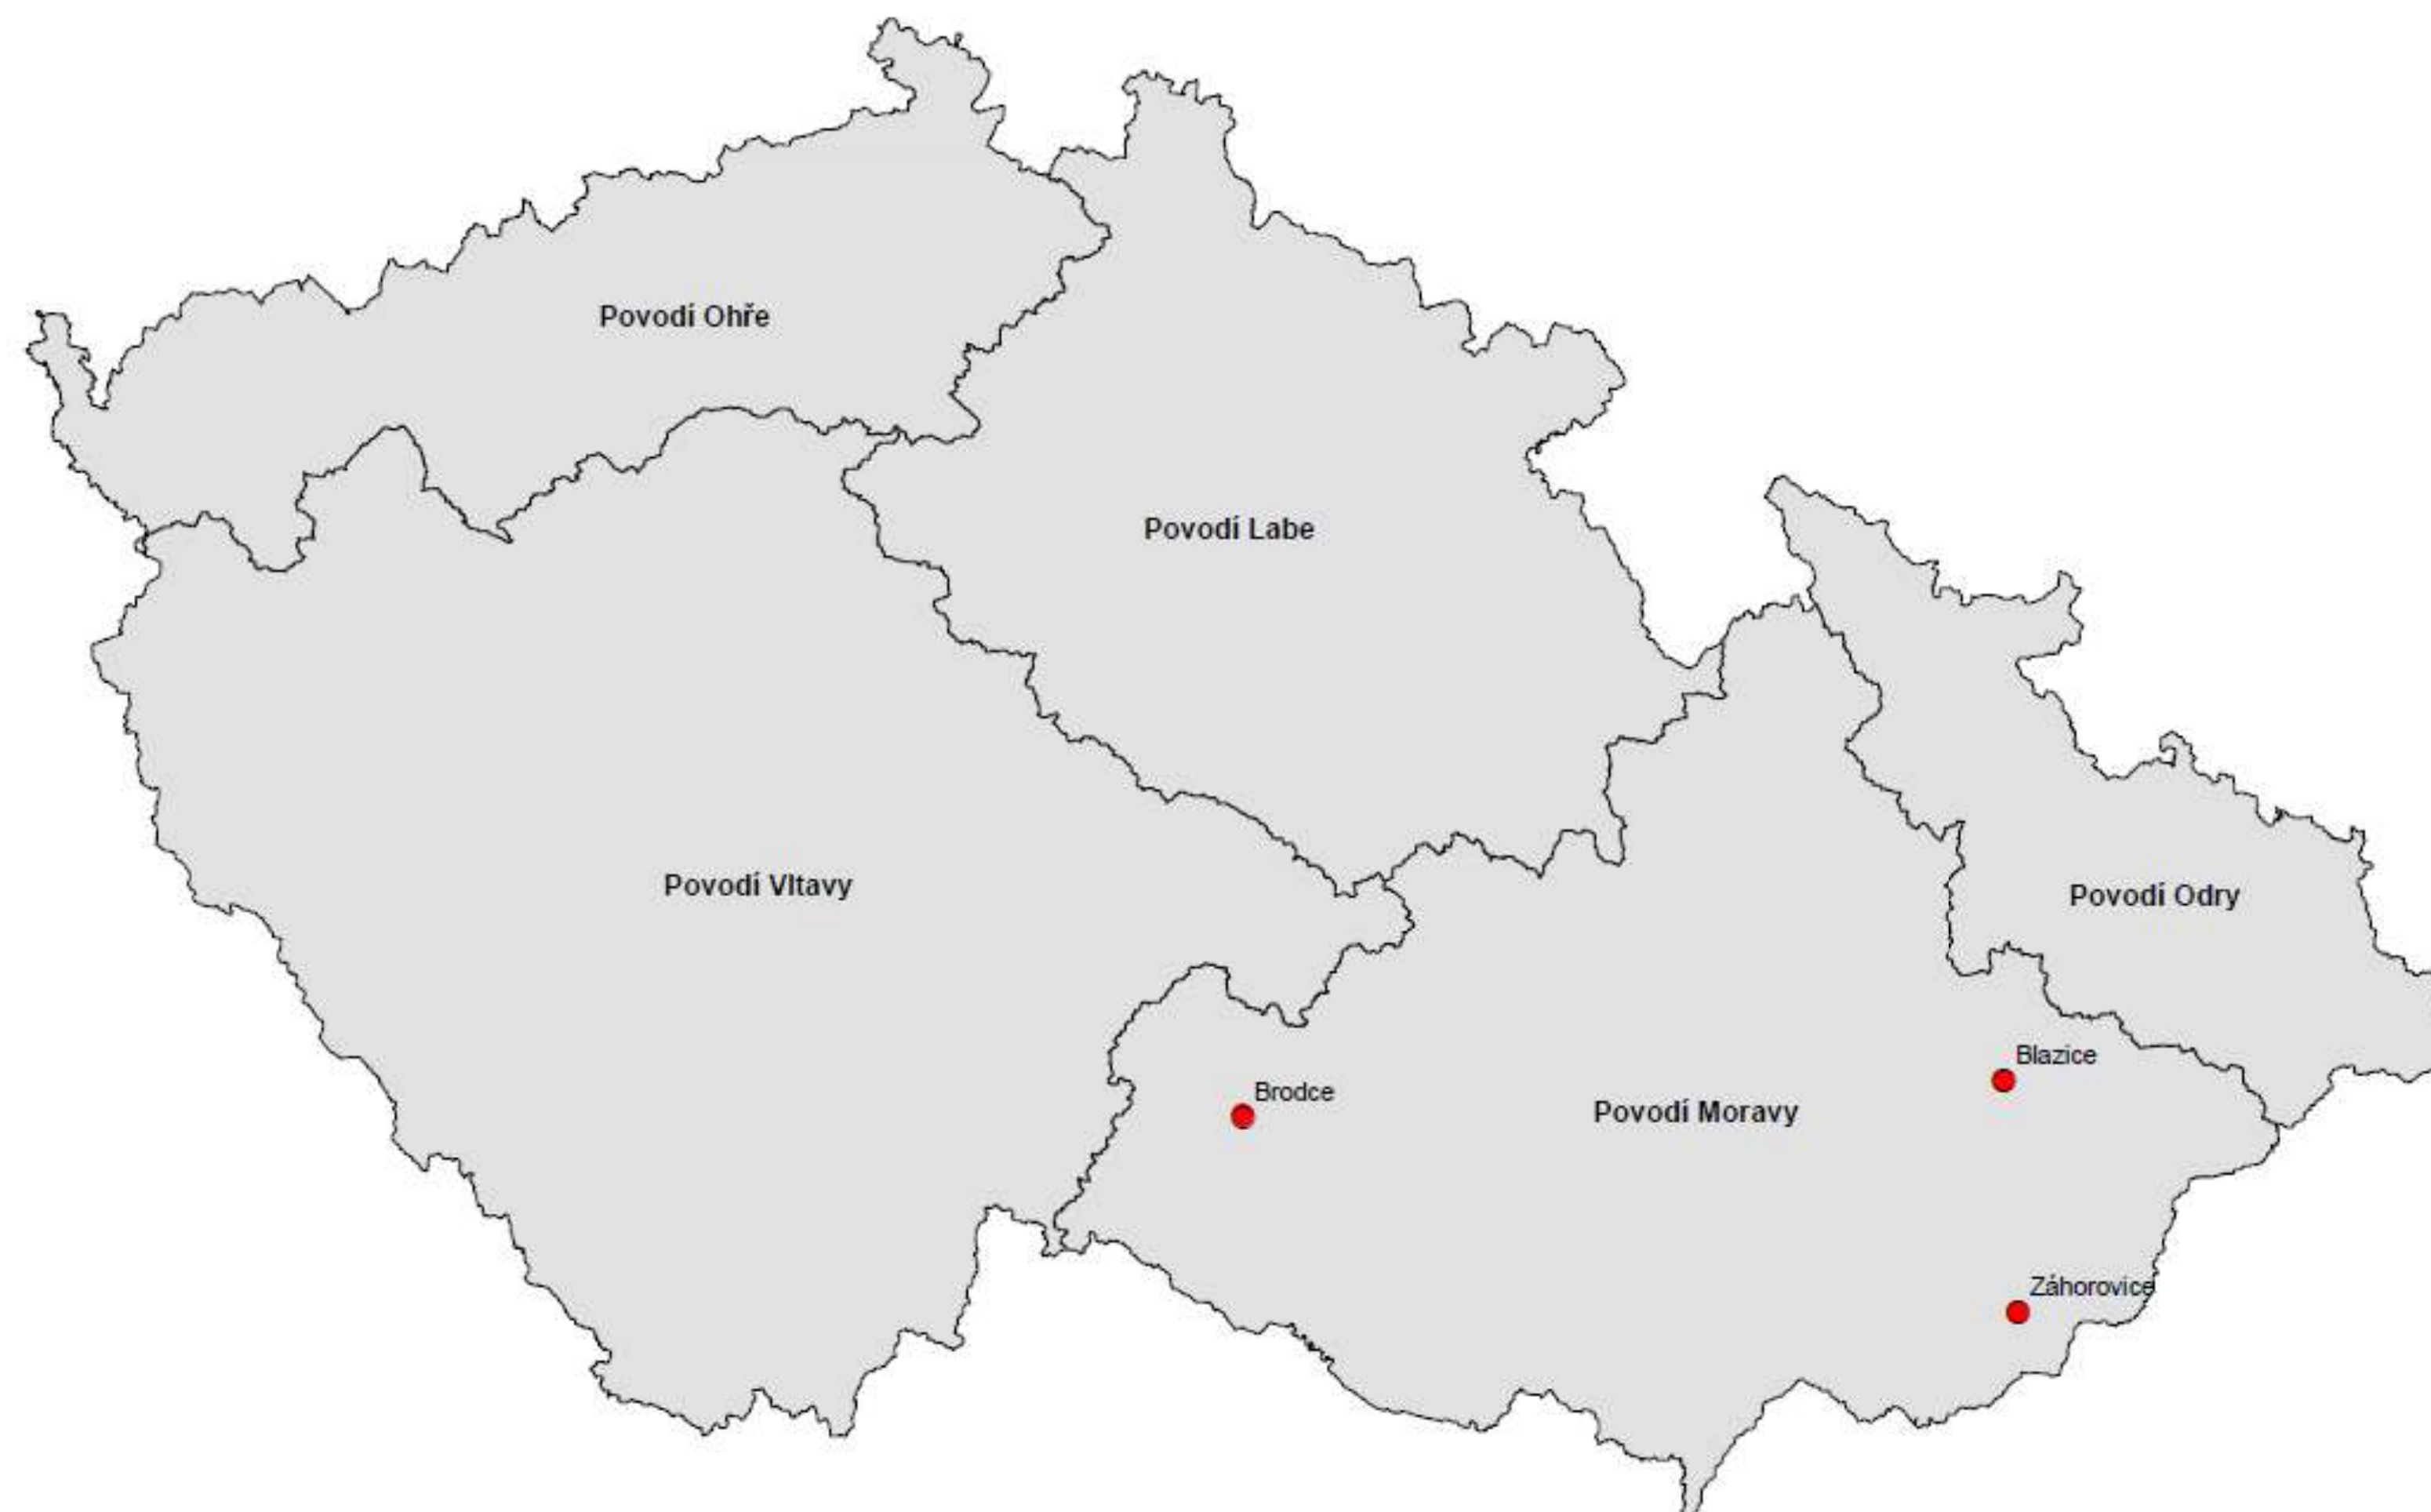 Povodí Ohře
Povodí Labe
Povodí Vltavy
Povodí Odry
Blazice
Brodce
Povodí Moravy
Záhorovice